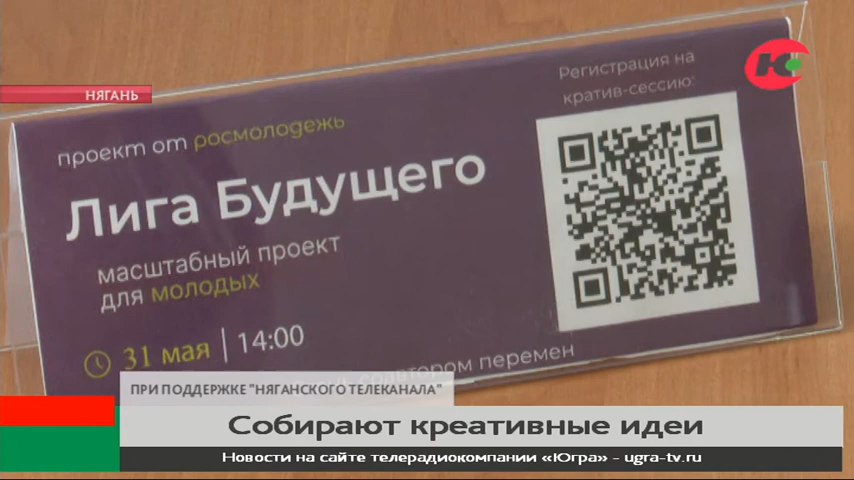 НЯГАНЬ
Ю
Регистрация на
кратив-сессию:
проект от росмолодежь
Лига Будущего
масштабный проект
для молодых
31 мая | 14:00
перемен
ПРИ ПОДДЕРЖКЕ "НЯГАНСКОГО ТЕЛЕКАНАЛА"
Собирают креативные идеи
Новости на сайте телерадиокомпании «Югра» - ugra-tv.ru